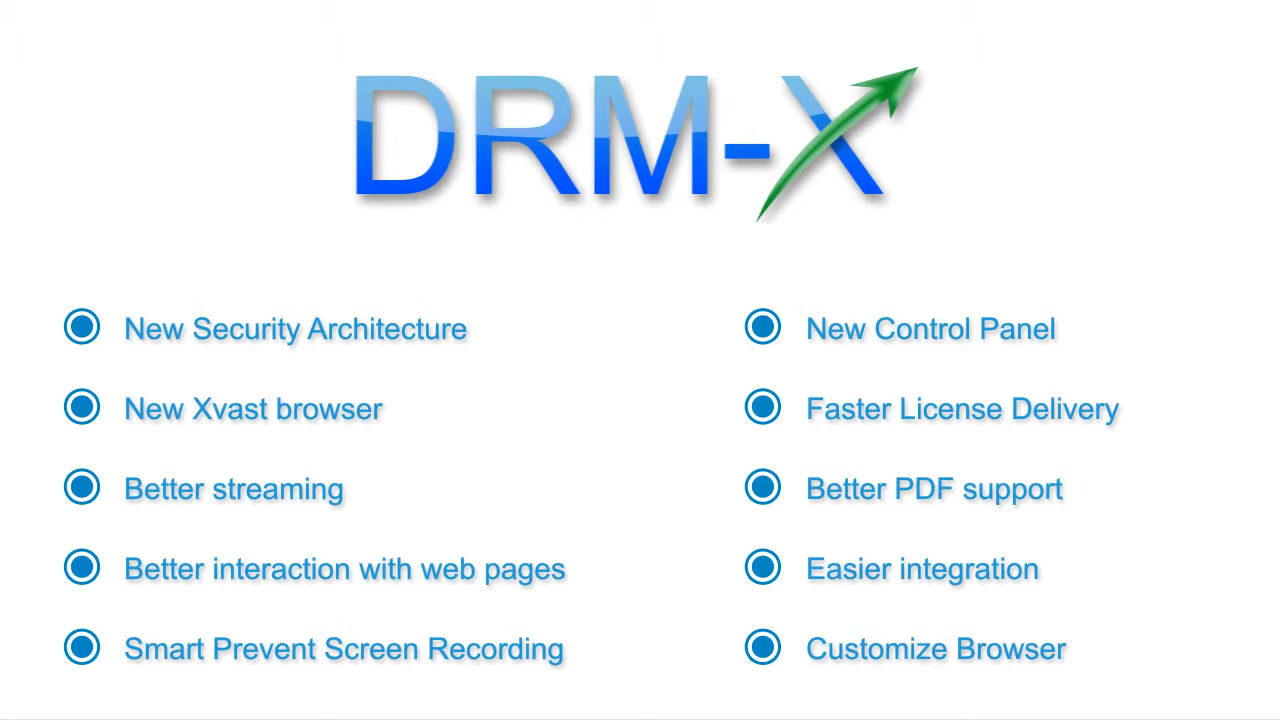 DRM-X
New Security Architecture
New Xvast browser
Better streaming
Better interaction with web pages
Smart Prevent Screen Recording
New Control Panel
Faster License Delivery
Better PDF support
Easier integration
Customize Browser